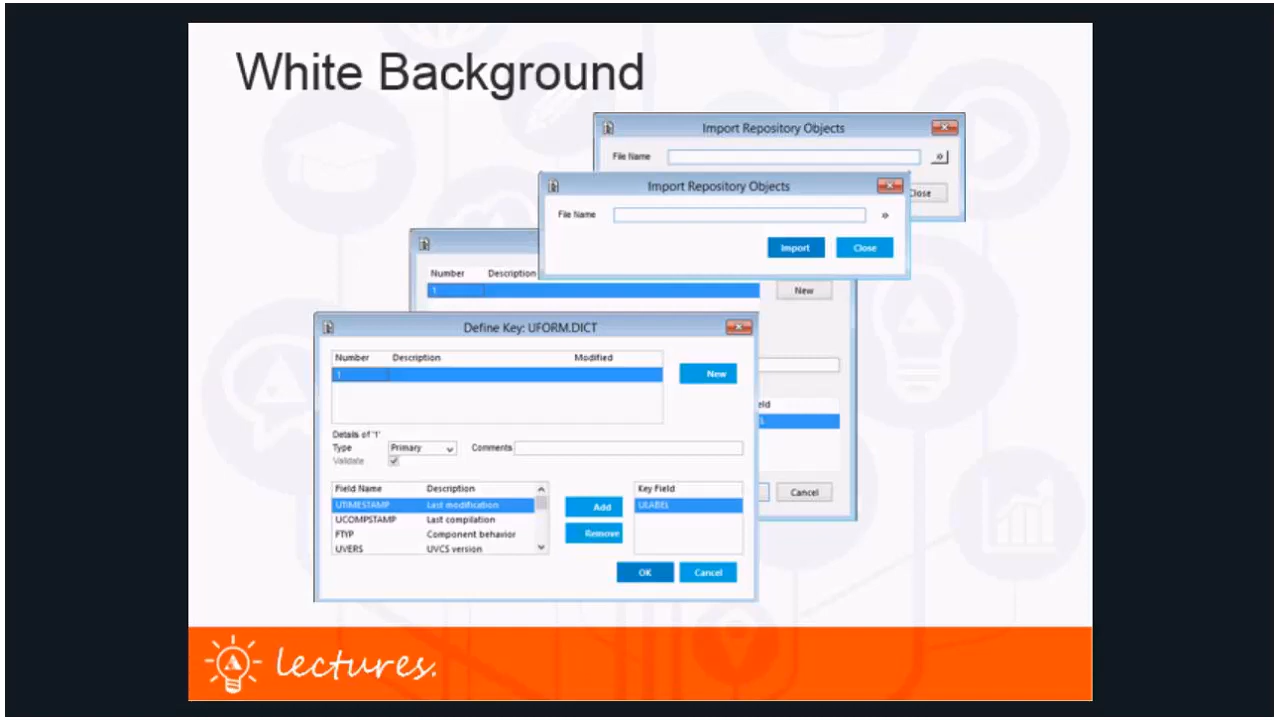 White Background
Import Repository Objects
File Name
»
Close
Import Repository Objects
File Name
»
Import Close
Number Description
1
New
Cancel
Define Key: UFORM.DICT
Number Description Modified
1
New
Details of '1'
Type Primary Comments
Validate
Field Name Description
UTIMESTAMP Last modification
UCOMPSTAMP Last compilation
FTYP Component behavior
UVERS UVCS version
Add
Remove
Key Field
ULABEL
OK Cancel
lectures.